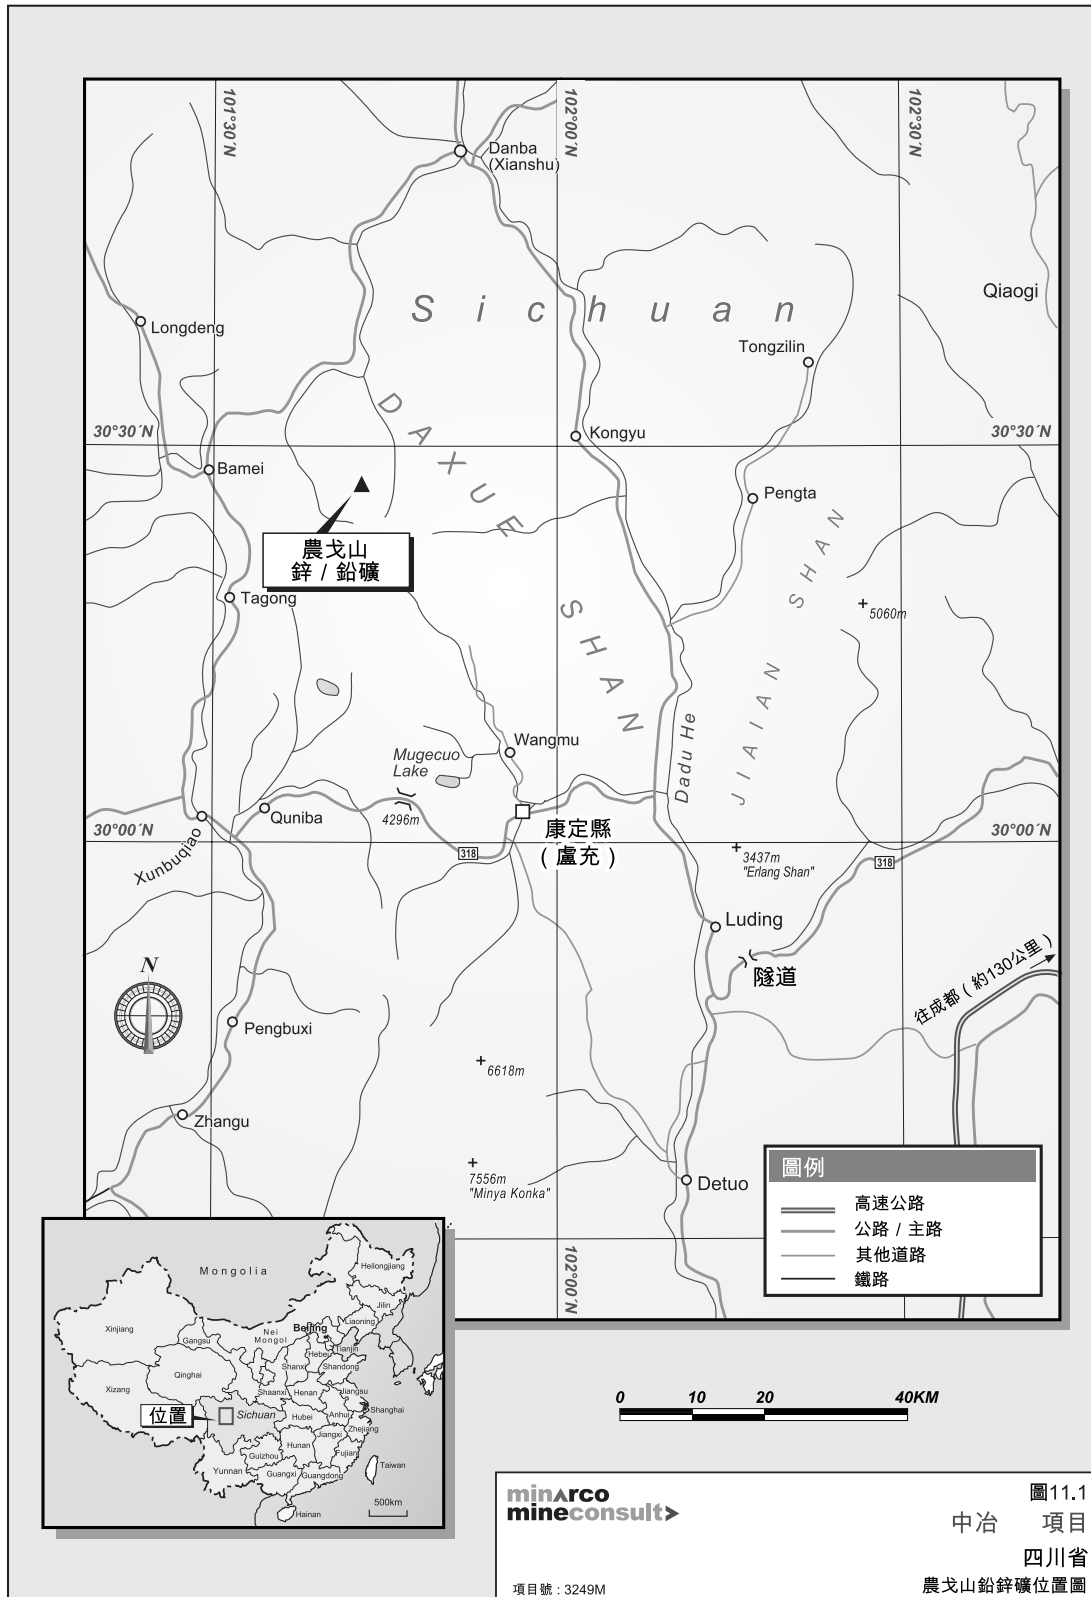 101°30´N
102°00´N
102°30´N
Danba
(Xianshu)
Sichuan
Qiaogi
Longdeng
Tongzilin
DAXUE SHAN
30°30´N
30°30´N
Kongyu
Bamei
Pengta
農戈山
鋅 / 鉛礦
JIAIAN SHAN
Tagong
5060m
Wangmu
Mugecuo
Lake
Dadu He
4296m
Quniba
30°00´N
30°00´N
康定縣
（盧充）
Xunbuqiao
318
3437m
"Erlang Shan"
318
Luding
隧道
N
往成都（約130公里）
Pengbuxi
6618m
Zhangu
7556m
"Minya Konka"
Detuo
圖例
高速公路
公路 / 主路
其他道路
鐵路
102°00´N
Mongolia
Heilongjiang
Jilin
Liaoning
Xinjiang
Nei
Mongol
Beijing
Gangsu
Hebeu
Tianjin
Qinghai
Shanxi
Shandong
Xizang
Shaanxi
Henan
Jiangsu
位置
Sichuan
Hubei
Anhui
Shanghai
Zhejiang
Jiangxi
Hunan
Guizhou
Fujian
Yunnan
Guangxi
Guangdong
Taiwan
Hainan
500km
0 10 20 40KM
minarco
mineconsult
圖11.1
中冶 項目
四川省
項目號 : 3249M
農戈山鉛鋅礦位置圖